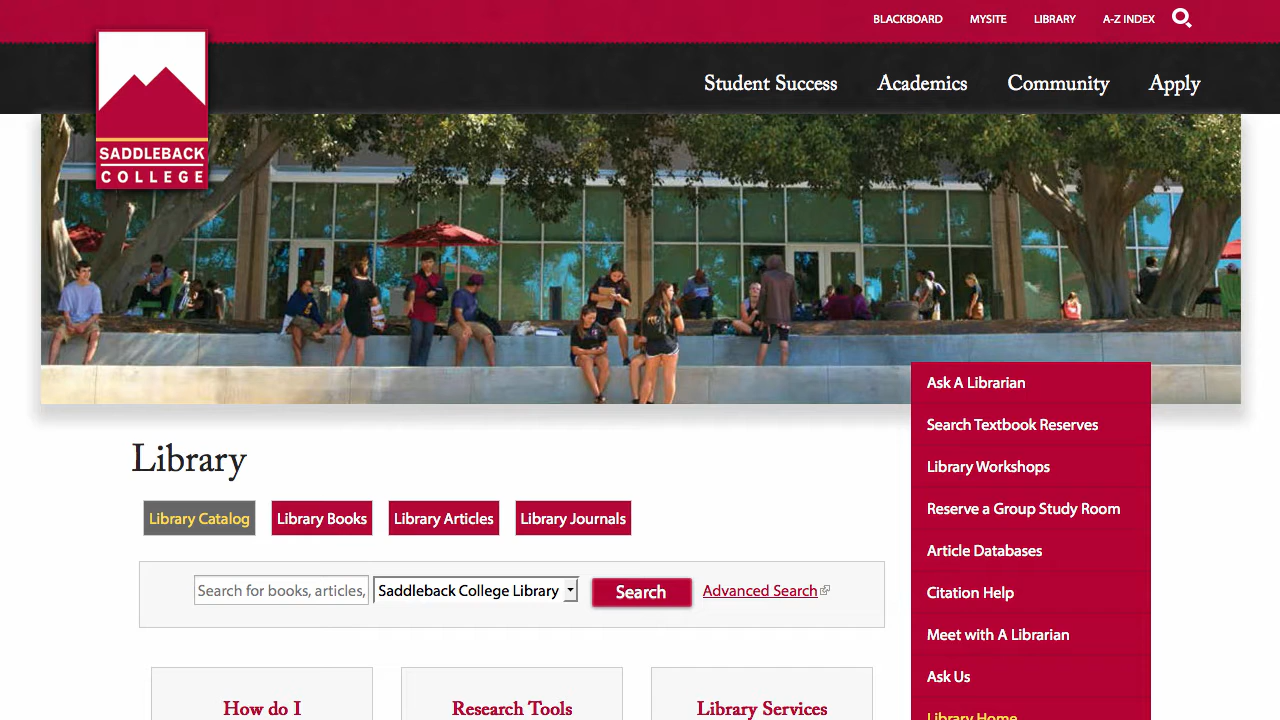 BLACKBOARD MYSITE LIBRARY A-Z INDEX
Student Success Academics Community Apply
SADDLEBACK
COLLEGE
Ask A Librarian
Search Textbook Reserves
Library Workshops
Reserve a Group Study Room
Article Databases
Citation Help
Meet with A Librarian
Ask Us
Library Home
Library
Library Catalog Library Books Library Articles Library Journals
Search for books, articles, Saddleback College Library Search Advanced Search
How do I Research Tools Library Services